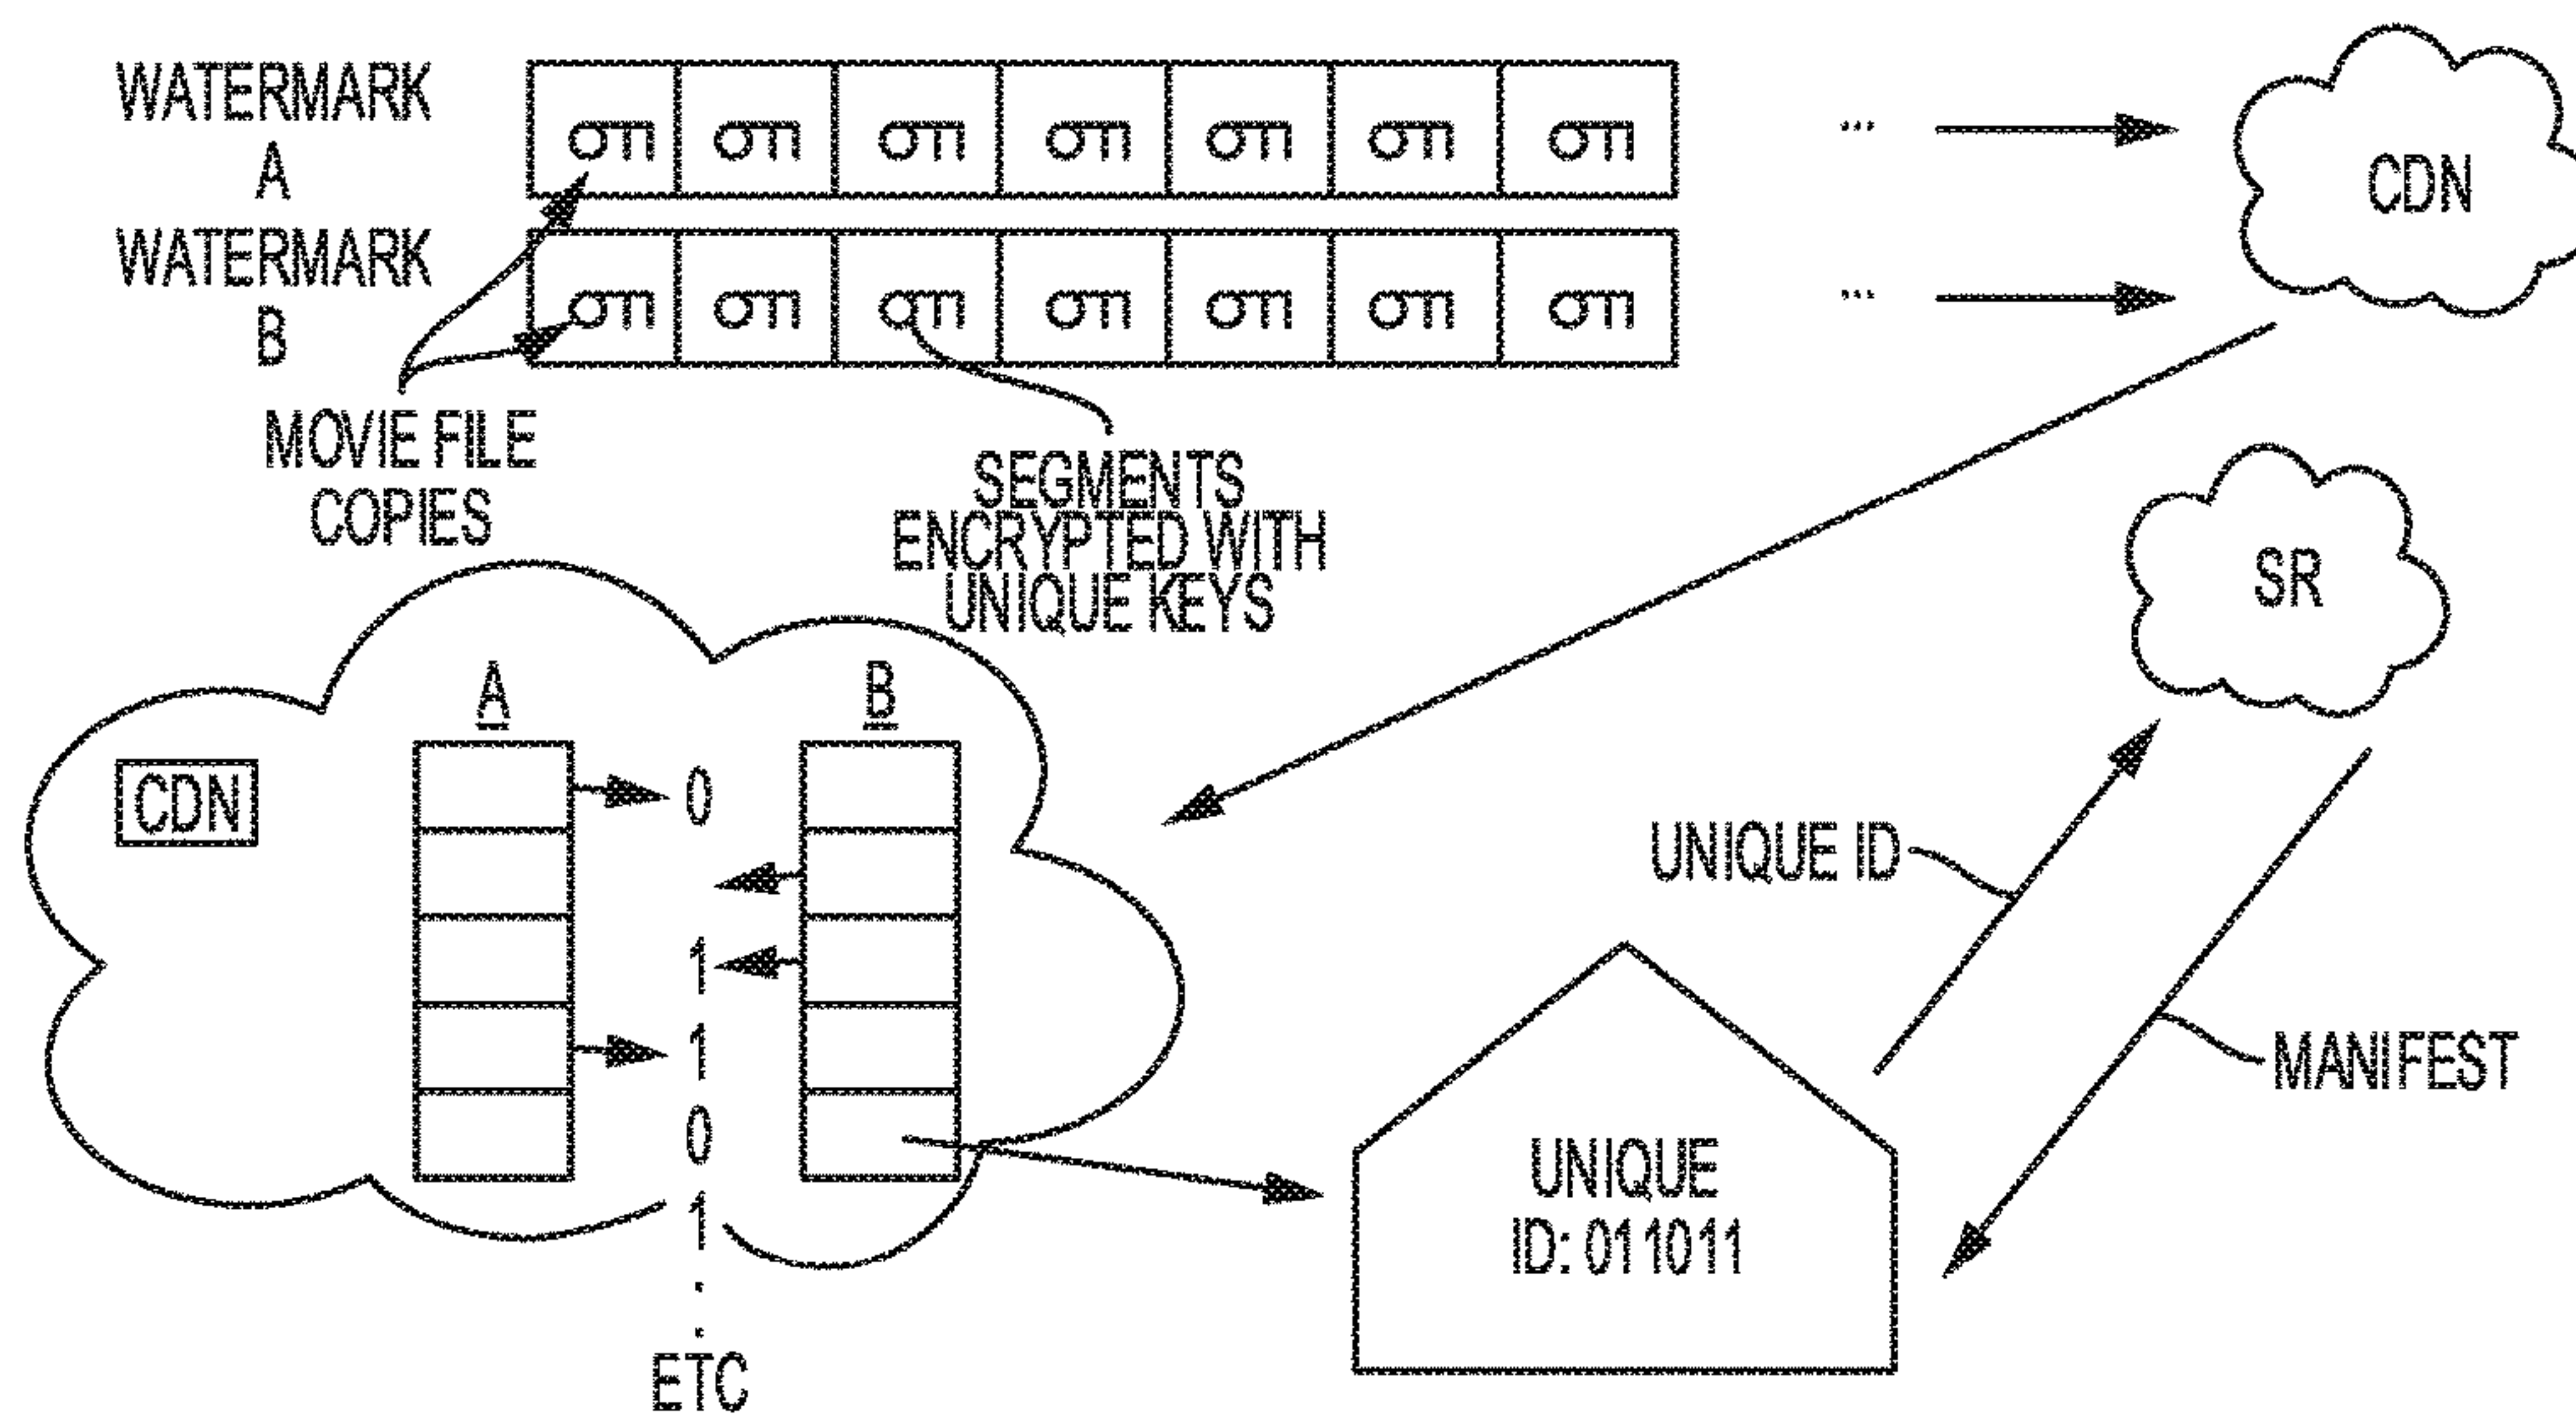 WATERMARK
A
WATERMARK
B
...
...
CDN
MOVIE FILE
COPIES
SEGMENTS
ENCRYPTED WITH
UNIQUE KEYS
SR
A
B
CDN
0
1
1
0
1
.
.
ETC
UNIQUE ID
MANIFEST
UNIQUE
ID: 011011